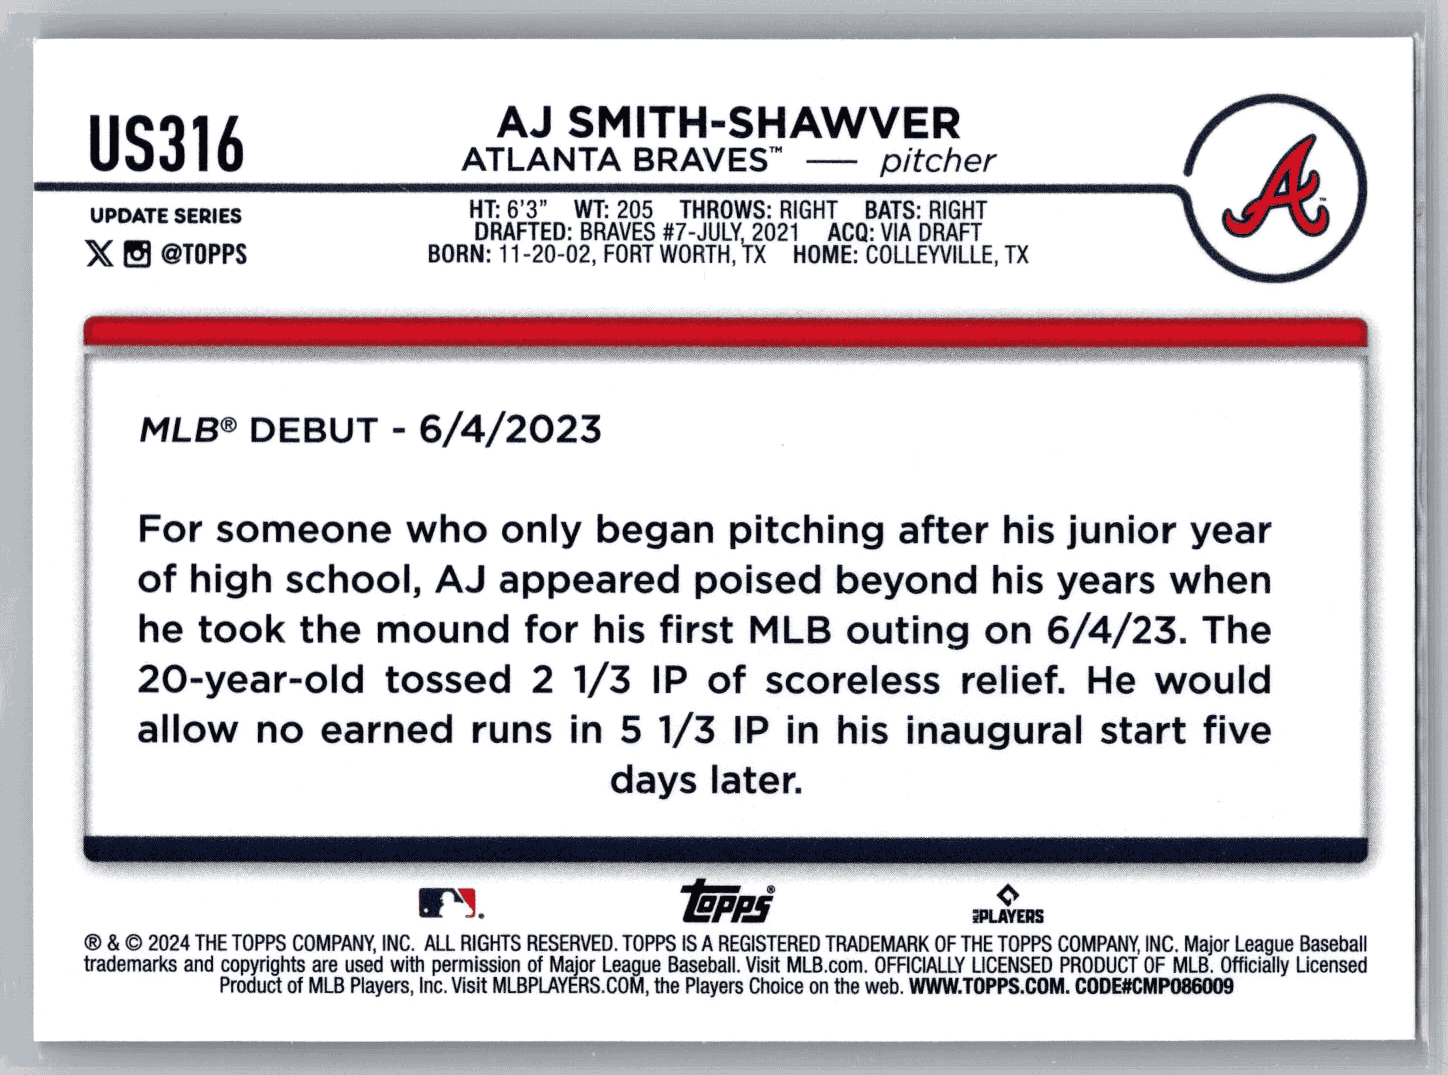 US316
AJ SMITH-SHAWVER
ATLANTA BRAVES™ — pitcher
UPDATE SERIES
@TOPPS
HT: 6'3" WT: 205 THROWS: RIGHT BATS: RIGHT
DRAFTED: BRAVES #7-JULY, 2021 ACQ: VIA DRAFT
BORN: 11-20-02, FORT WORTH, TX HOME: COLLEYVILLE, TX
A
MLB® DEBUT - 6/4/2023
For someone who only began pitching after his junior year
of high school, AJ appeared poised beyond his years when
he took the mound for his first MLB outing on 6/4/23. The
20-year-old tossed 2 1/3 IP of scoreless relief. He would
allow no earned runs in 5 1/3 IP in his inaugural start five
days later.
topps®
MLB PLAYERS
® & © 2024 THE TOPPS COMPANY, INC. ALL RIGHTS RESERVED. TOPPS IS A REGISTERED TRADEMARK OF THE TOPPS COMPANY, INC. Major League Baseball
trademarks and copyrights are used with permission of Major League Baseball. Visit MLB.com. OFFICIALLY LICENSED PRODUCT OF MLB. Officially Licensed
Product of MLB Players, Inc. Visit MLBPLAYERS.COM, the Players Choice on the web. WWW.TOPPS.COM. CODE#CMP086009